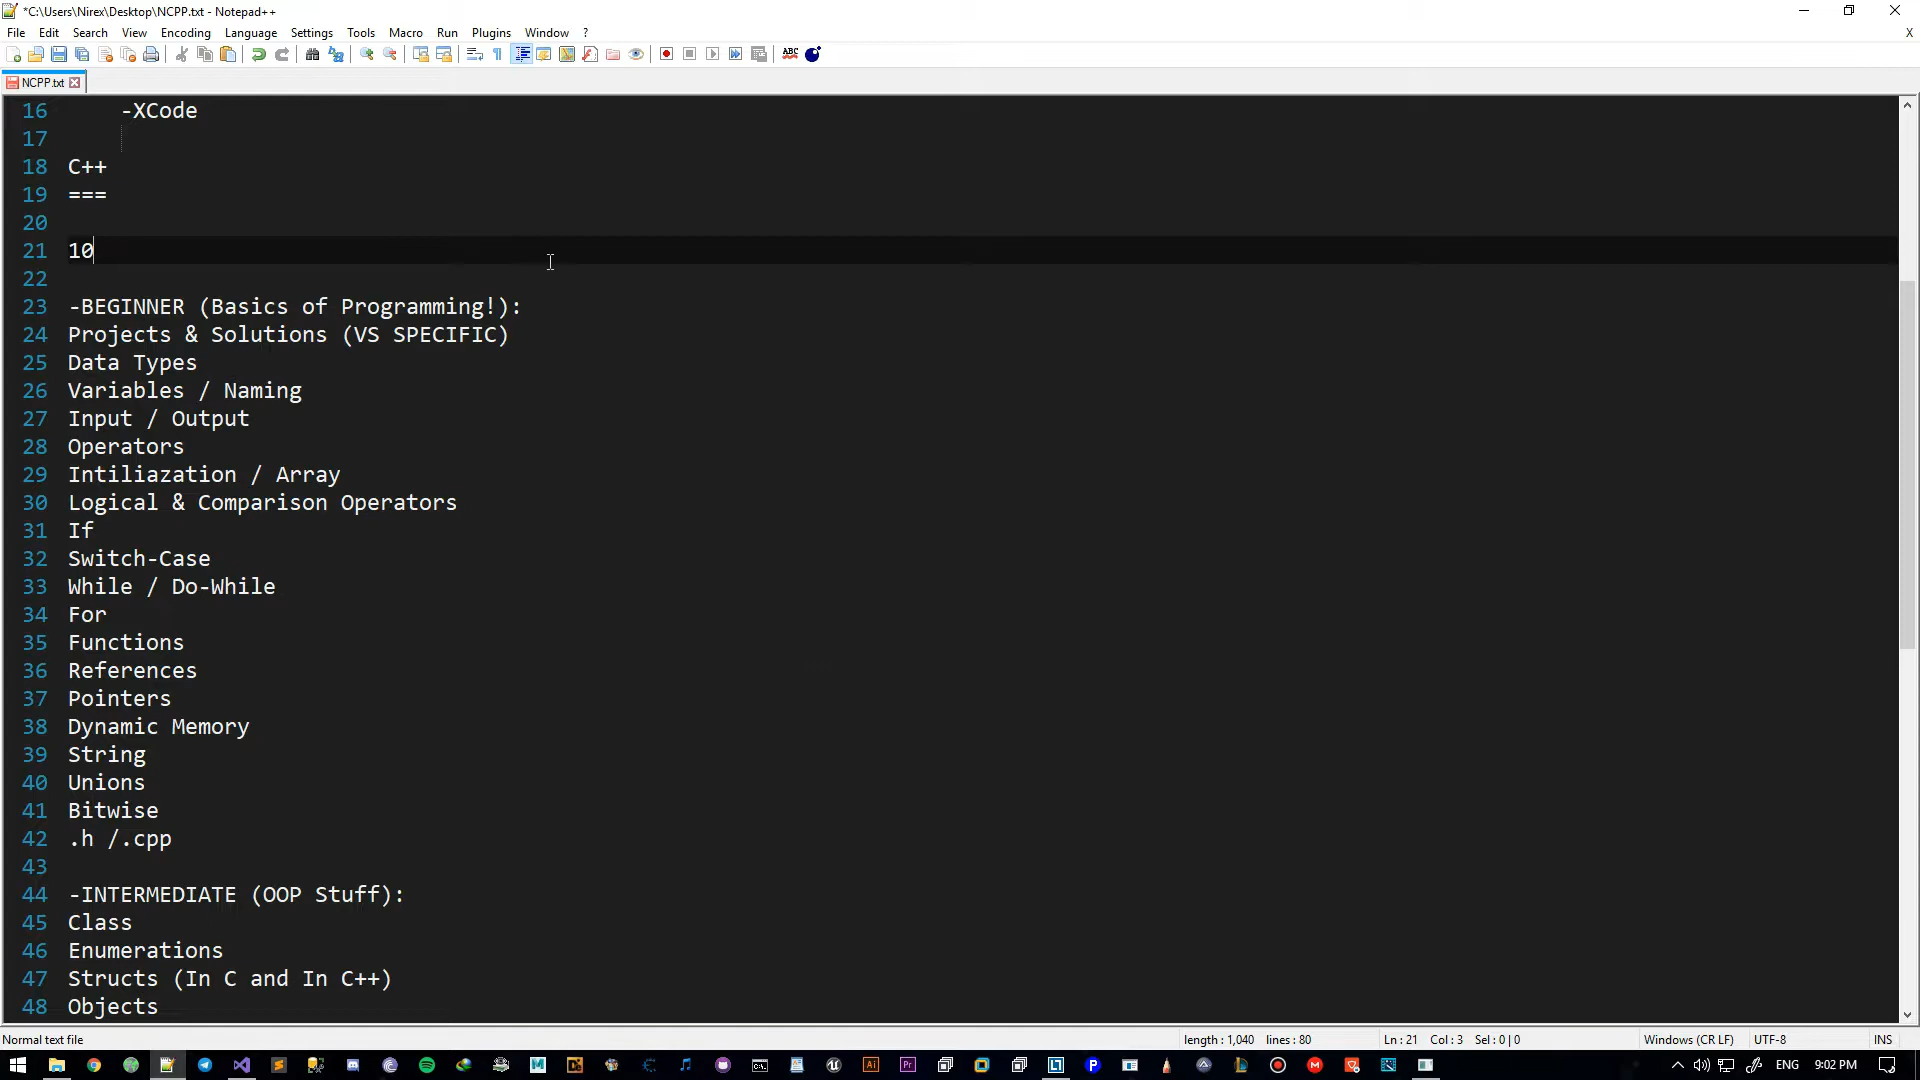 *C:\Users\Nirex\Desktop\NCPP.txt - Notepad++
File Edit Search View Encoding Language Settings Tools Macro Run Plugins Window ? X
ABC
NCPP.txt
16 -XCode
17
18 C++
19 ===
20
21 10
22
23 -BEGINNER (Basics of Programming!):
24 Projects & Solutions (VS SPECIFIC)
25 Data Types
26 Variables / Naming
27 Input / Output
28 Operators
29 Intiliazation / Array
30 Logical & Comparison Operators
31 If
32 Switch-Case
33 While / Do-While
34 For
35 Functions
36 References
37 Pointers
38 Dynamic Memory
39 String
40 Unions
41 Bitwise
42 .h /.cpp
43
44 -INTERMEDIATE (OOP Stuff):
45 Class
46 Enumerations
47 Structs (In C and In C++)
48 Objects
Normal text file length : 1,040 lines : 80 Ln : 21 Col : 3 Sel : 0 | 0 Windows (CR LF) UTF-8 INS
ENG 9:02 PM